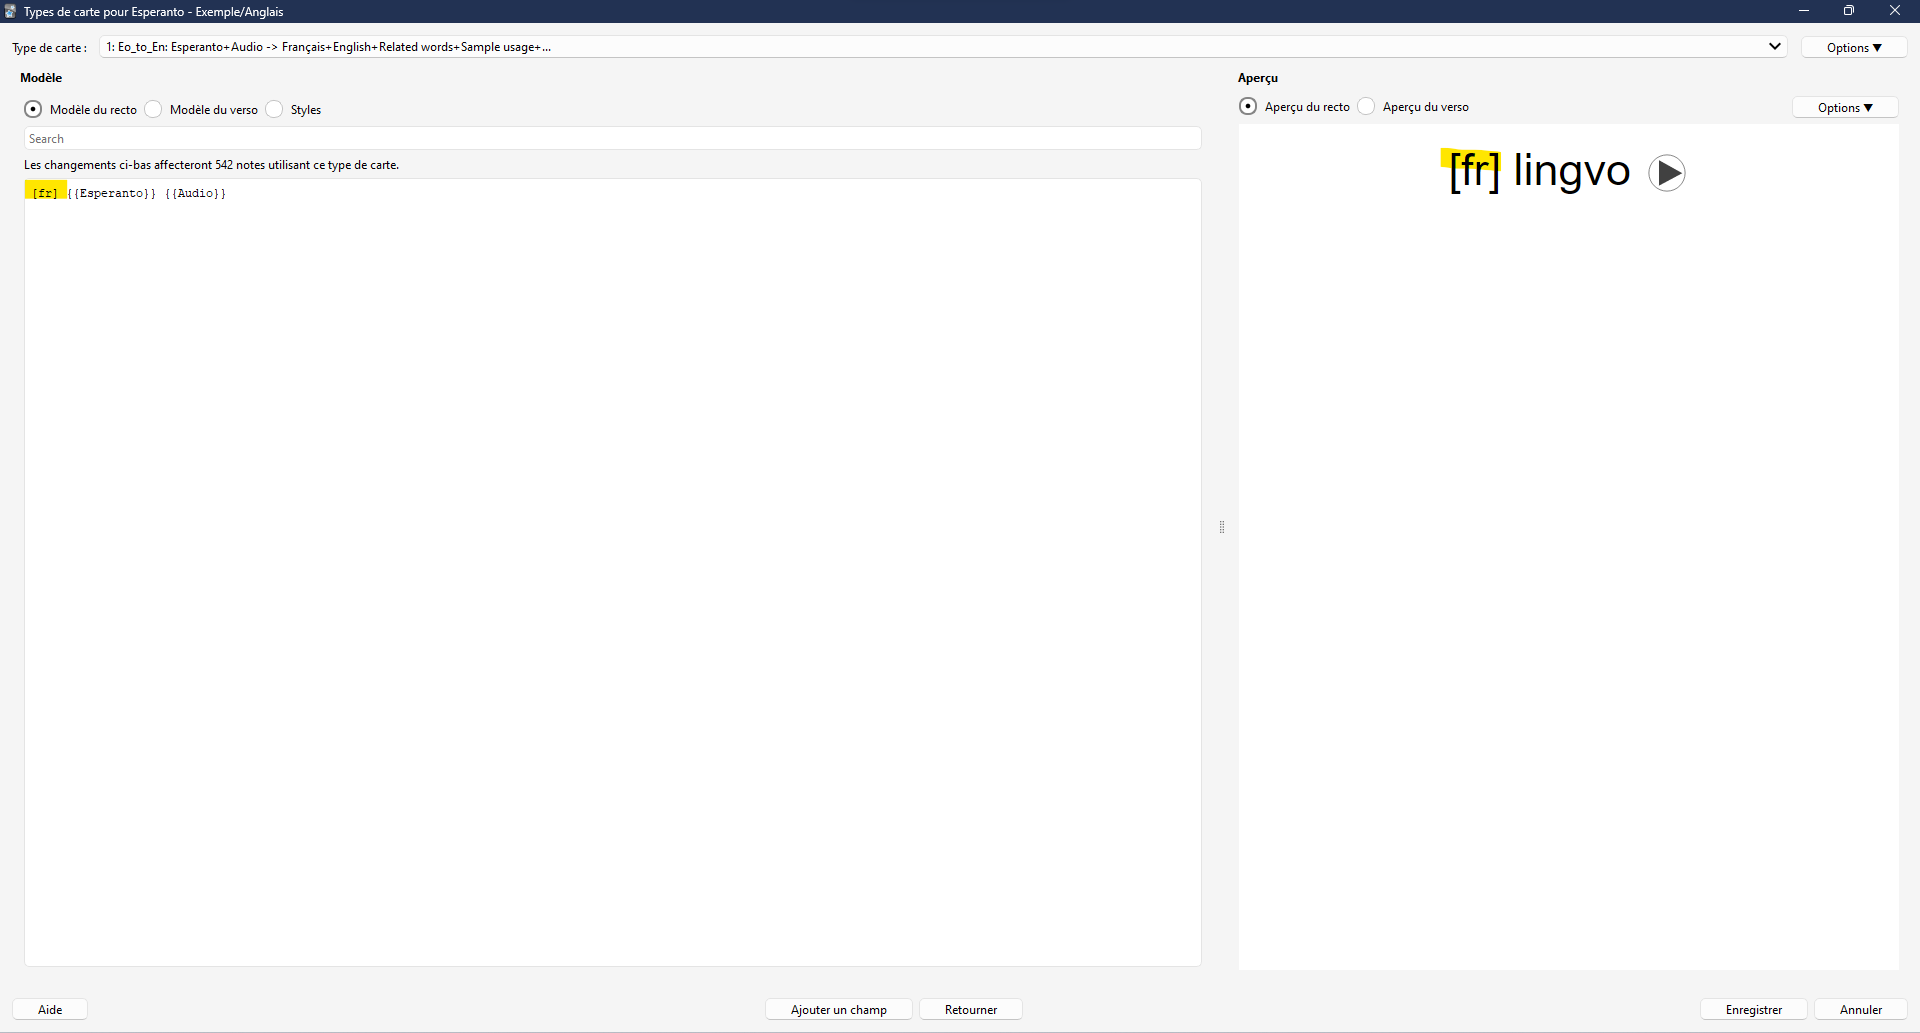 Types de carte pour Esperanto - Exemple/Anglais
Type de carte : 1: Eo_to_En: Esperanto+Audio -> Français+English+Related words+Sample usage+... Options ▼
Modèle
Modèle du recto Modèle du verso Styles
Search
Les changements ci-bas affecteront 542 notes utilisant ce type de carte.
[fr] {{Esperanto}} {{Audio}}
Aperçu
Aperçu du recto Aperçu du verso Options ▼
[fr] lingvo
Aide Ajouter un champ Retourner Enregistrer Annuler